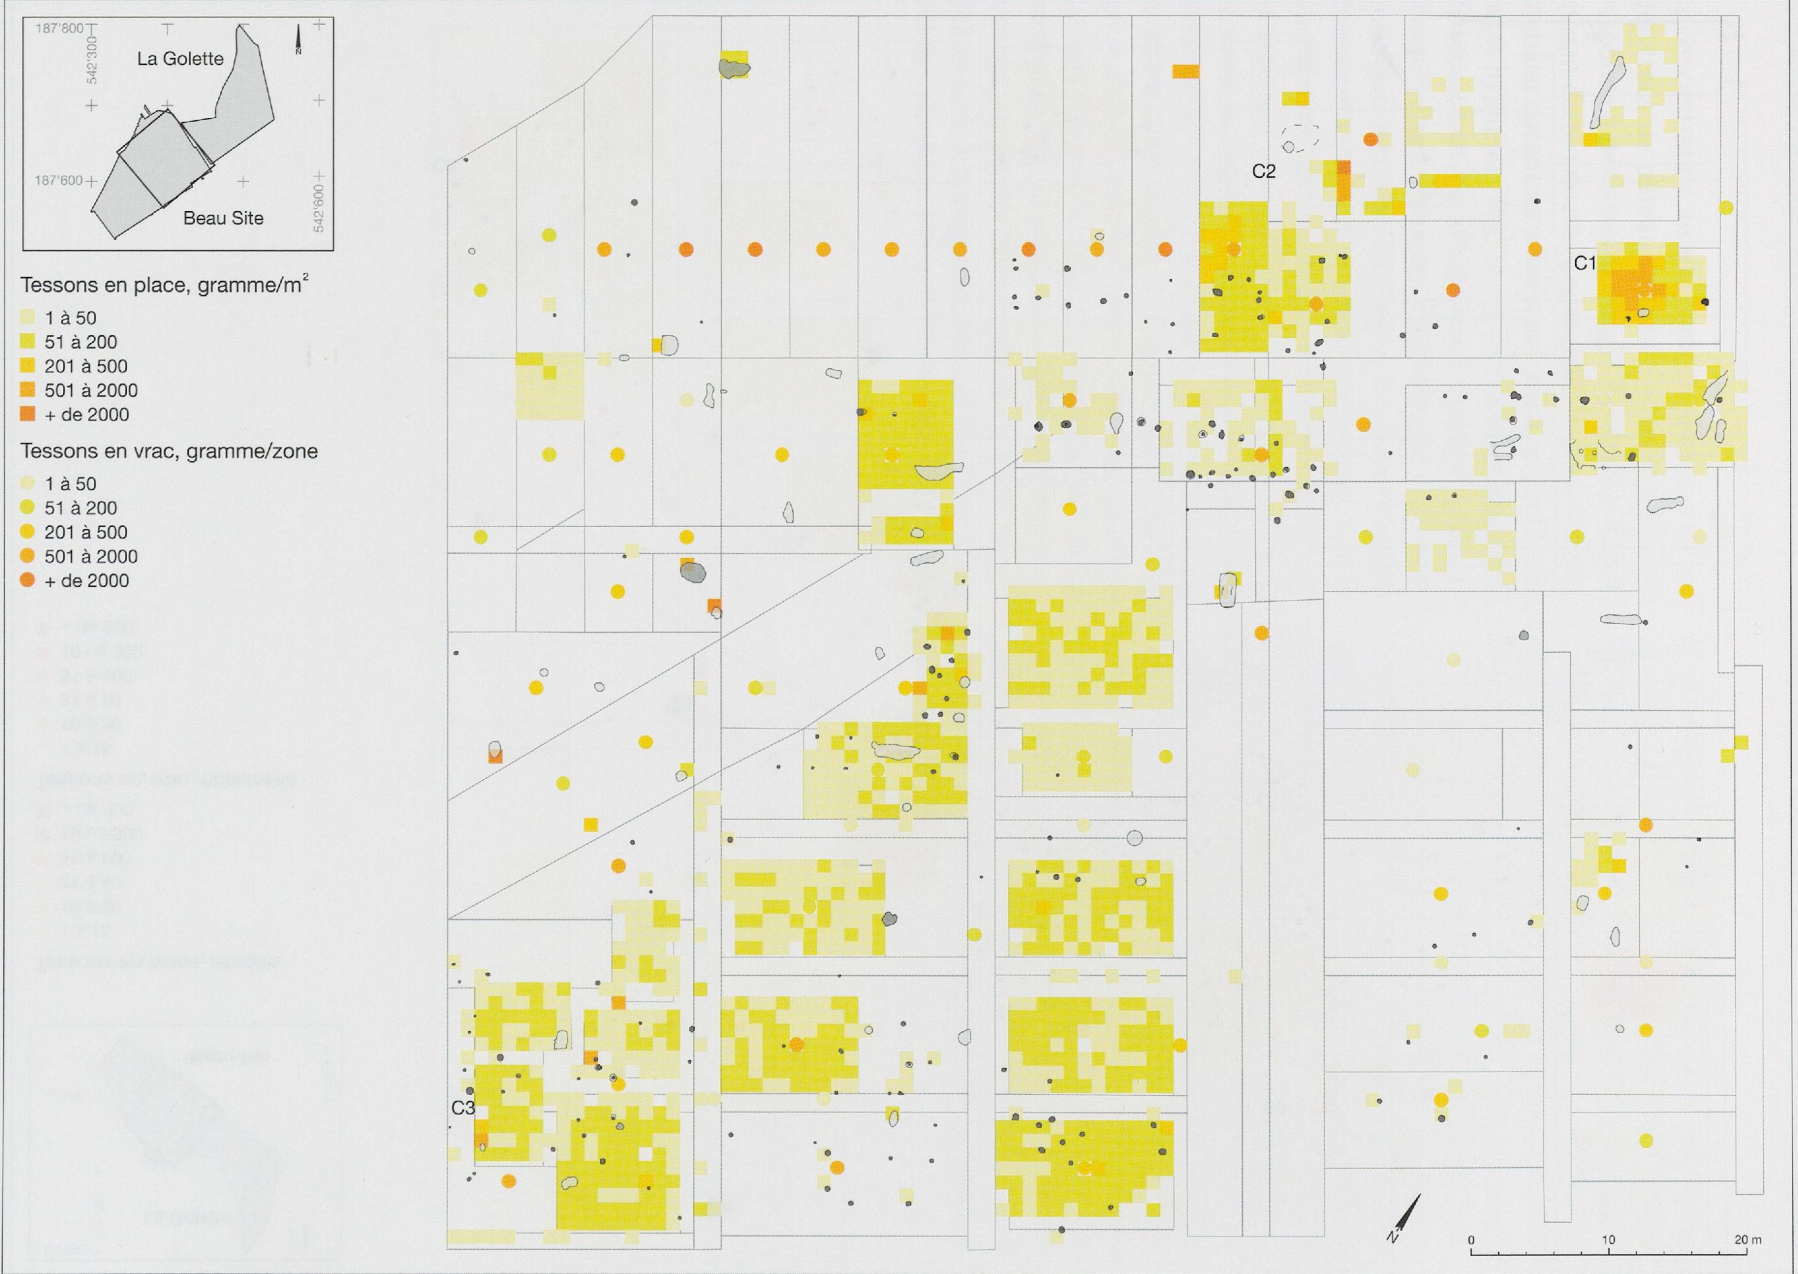 187'800
542'300
La Golette
N
187'600
542'600
Beau Site
Tessons en place, gramme/m²
1 à 50
51 à 200
201 à 500
501 à 2000
+ de 2000
Tessons en vrac, gramme/zone
1 à 50
51 à 200
201 à 500
501 à 2000
+ de 2000
C2
C1
C3
N
0 10 20 m